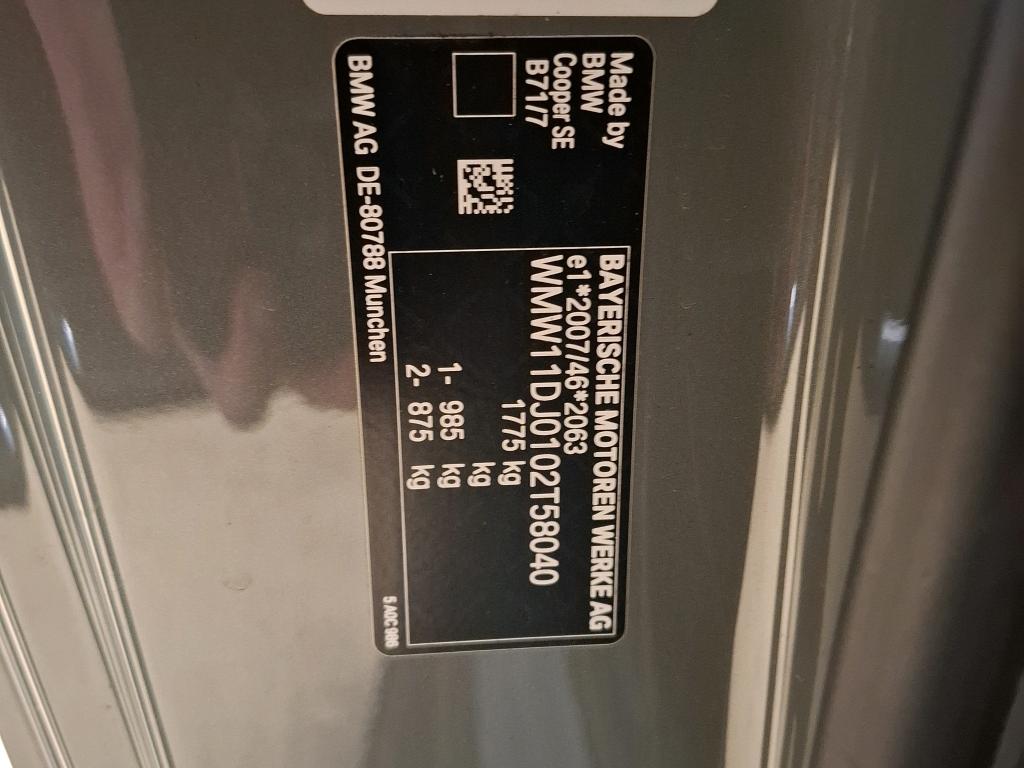 Made by
BMW
Cooper SE
B71/7
BAYERISCHE MOTOREN WERKE AG
e1*2007/46*2063
WMW11DJ0102T58040
1775 kg
kg
1- 985 kg
2- 875 kg
BMW AG DE-80788 Munchen
5 A0C 986